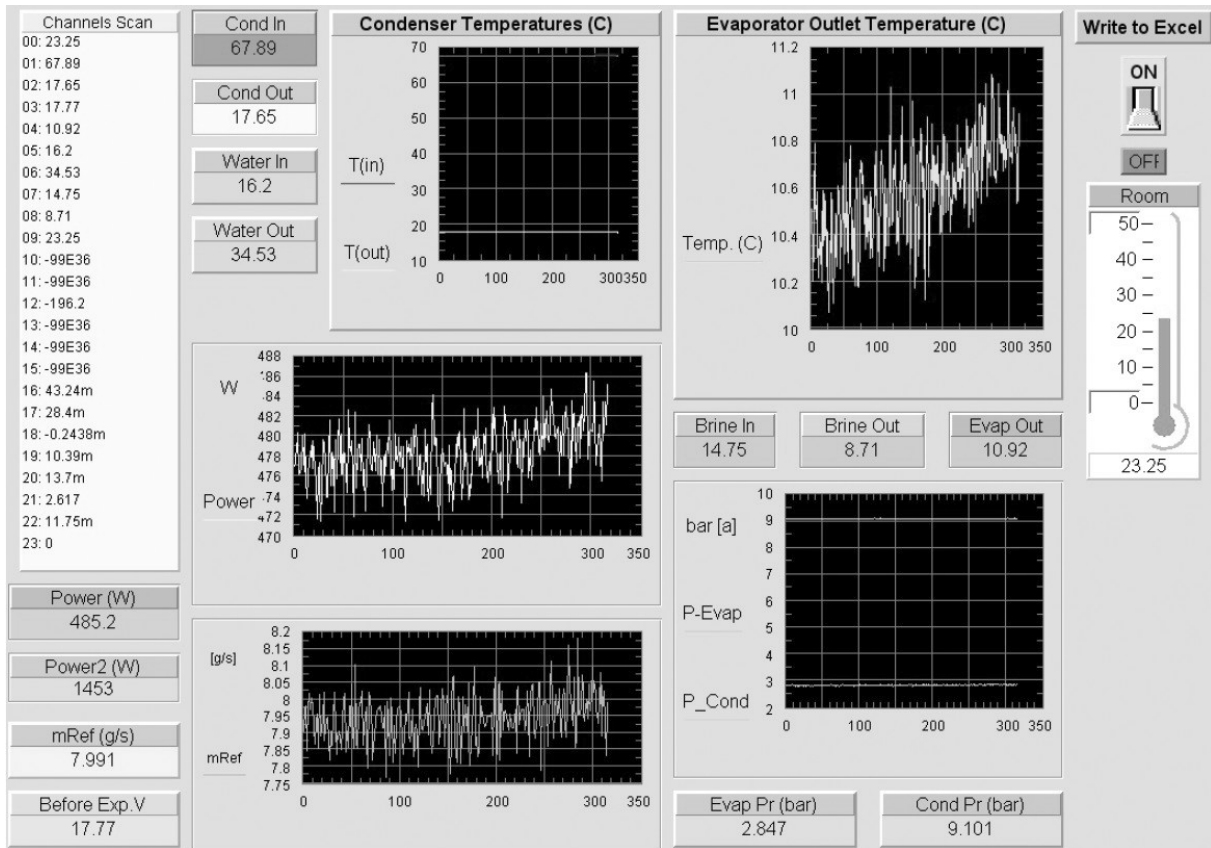 Channels Scan
00: 23.25
01: 67.89
02: 17.65
03: 17.77
04: 10.92
05: 16.2
06: 34.53
07: 14.75
08: 8.71
09: 23.25
10: -99E36
11: -99E36
12: -196.2
13: -99E36
14: -99E36
15: -99E36
16: 43.24m
17: 28.4m
18: -0.2438m
19: 10.39m
20: 13.7m
21: 2.617
22: 11.75m
23: 0
Power (W)
485.2
Power2 (W)
1453
mRef (g/s)
7.991
Before Exp.V
17.77
Cond In
67.89
Cond Out
17.65
Water In
16.2
Water Out
34.53
Condenser Temperatures (C)
70
60
50
40
30
20
10
T(in)
T(out)
0 100 200 300350
W
Power
488
:86
:84
482
480
478
476
:74
:72
470
0 100 200 300 350
[g/s]
mRef
8.2
8.15
8.1
8.05
8
7.95
7.9
7.85
7.8
7.75
0 100 200 300 350
Evaporator Outlet Temperature (C)
11.2
11
10.8
10.6
10.4
10.2
10
Temp. (C)
0 100 200 300 350
Brine In
14.75
Brine Out
8.71
Evap Out
10.92
bar [a]
P-Evap
P_Cond
10
9
8
7
6
5
4
3
2
0 100 200 300 350
Evap Pr (bar)
2.847
Cond Pr (bar)
9.101
Write to Excel
ON
OFF
Room
50
40
30
20
10
0
23.25